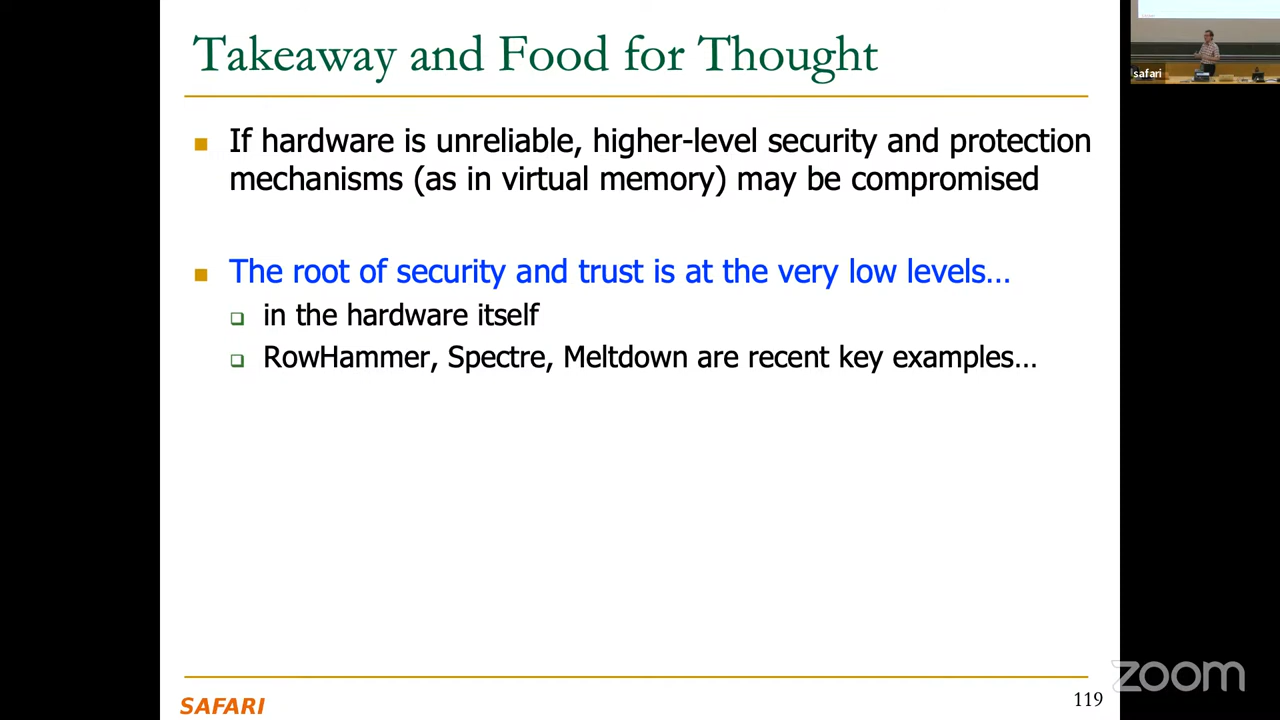 Takeaway and Food for Thought
safari
If hardware is unreliable, higher-level security and protection
mechanisms (as in virtual memory) may be compromised
The root of security and trust is at the very low levels…
in the hardware itself
RowHammer, Spectre, Meltdown are recent key examples…
SAFARI
119
zoom